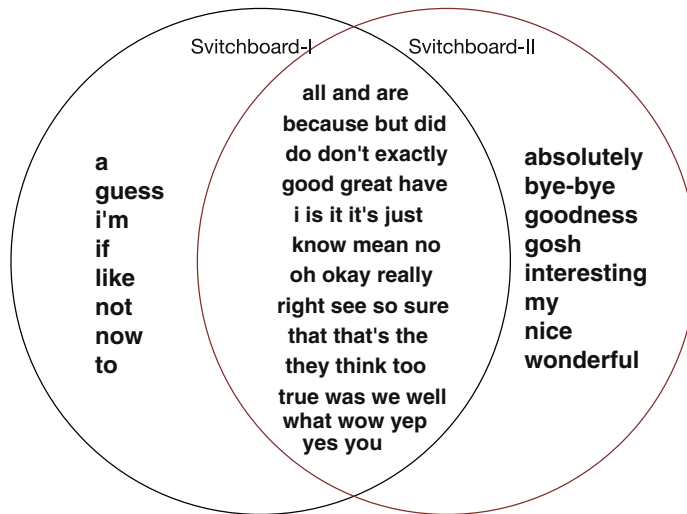 Svitchboard-I
Svitchboard-II
a
guess
i'm
if
like
not
now
to
all and are
because but did
do don't exactly
good great have
i is it it's just
know mean no
oh okay really
right see so sure
that that's the
they think too
true was we well
what wow yep
yes you
absolutely
bye-bye
goodness
gosh
interesting
my
nice
wonderful